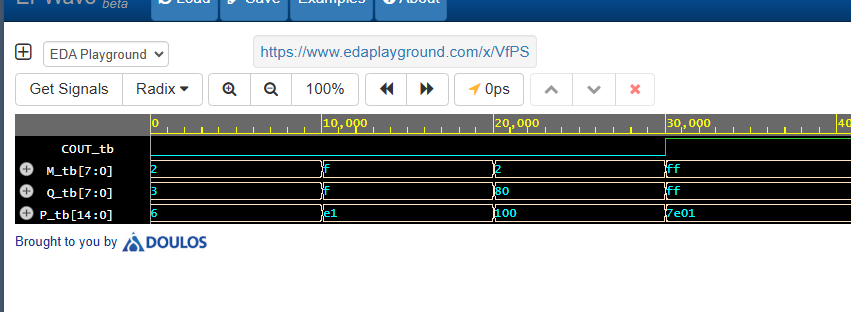 EPWave beta Load Save Examples About
EDA Playground https://www.edaplayground.com/x/VfPS
Get Signals Radix 100% 0ps
0 10,000 20,000 30,000 40
COUT_tb
M_tb[7:0] 2 f 2 ff
Q_tb[7:0] 3 f 80 ff
P_tb[14:0] 6 e1 100 7e01
Brought to you by DOULOS